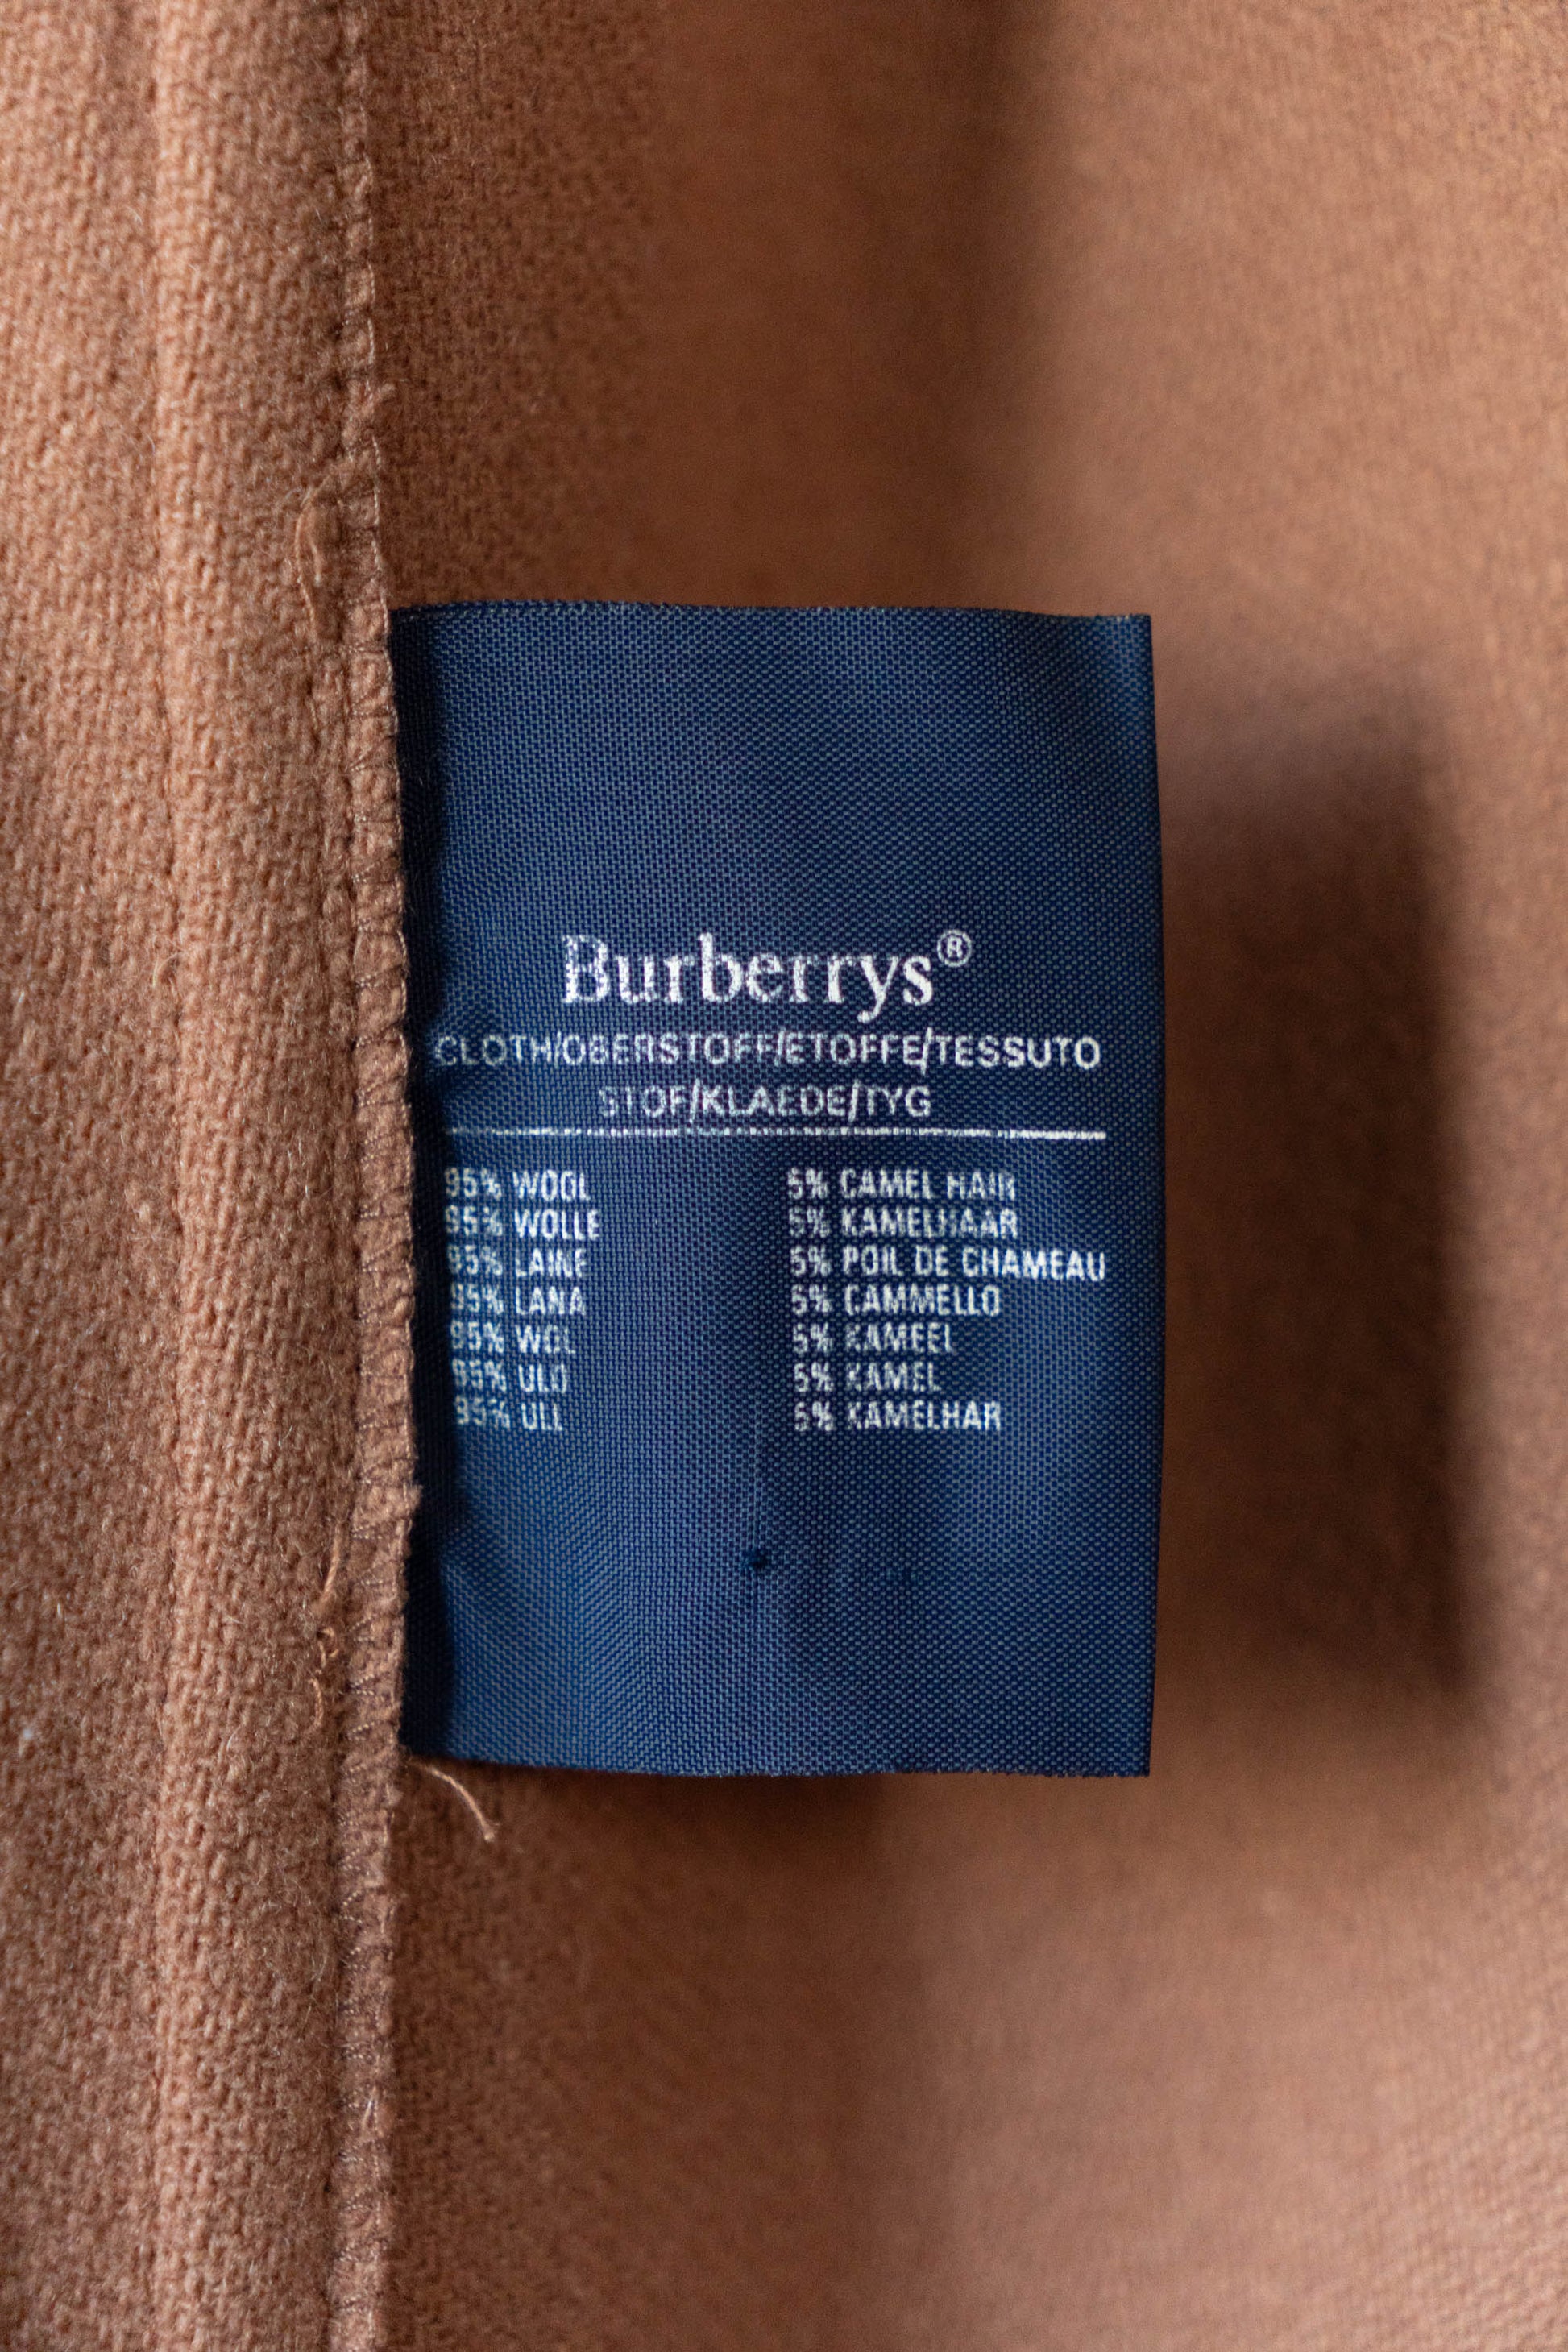 Burberrys®
CLOTH/OBERSTOFF/ETOFFE/TESSUTO
STOF/KLAEDE/TYG
95% WOOL 5% CAMEL HAIR
95% WOLLE 5% KAMELHAAR
95% LAINE 5% POIL DE CHAMEAU
95% LANA 5% CAMMELLO
95% WOL 5% KAMEEL
95% ULD 5% KAMEL
95% ULL 5% KAMELHAR